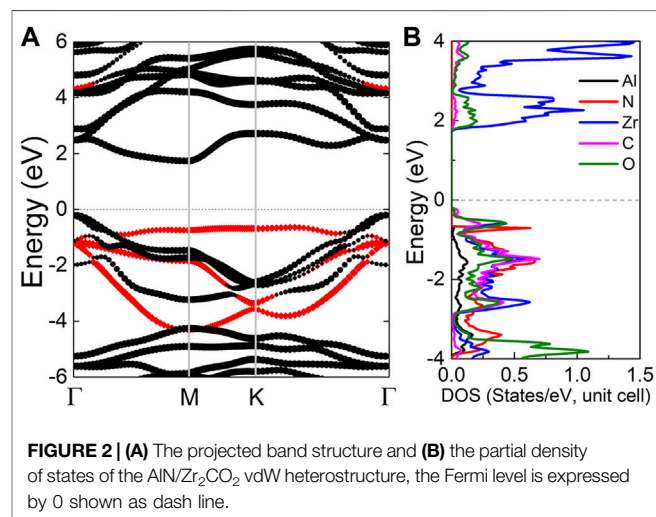 A
B
6
4
2
0
-2
-4
-6
Energy (eV)
Γ
M
K
Γ
4
2
0
-2
-4
Energy (eV)
Al
N
Zr
C
O
0.0
0.5
1.0
1.5
DOS (States/eV, unit cell)
FIGURE 2 | (A) The projected band structure and (B) the partial density
of states of the AlN/Zr₂CO₂ vdW heterostructure, the Fermi level is expressed
by 0 shown as dash line.